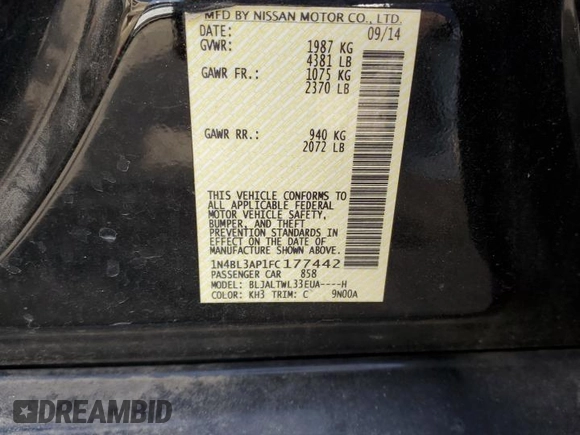 MFD BY NISSAN MOTOR CO., LTD.
DATE: 09/14
GVWR: 1987 KG
4381 LB
GAWR FR.: 1075 KG
2370 LB
GAWR RR.: 940 KG
2072 LB
THIS VEHICLE CONFORMS TO
ALL APPLICABLE FEDERAL
MOTOR VEHICLE SAFETY,
BUMPER, AND THEFT
PREVENTION STANDARDS IN
EFFECT ON THE DATE OF
MANUFACTURE SHOWN ABOVE.
1N4BL3AP1FC177442
PASSENGER CAR 858
MODEL: BLJALTWL33EUA----H
COLOR: KH3 TRIM: C 9N00A
DREAMBID